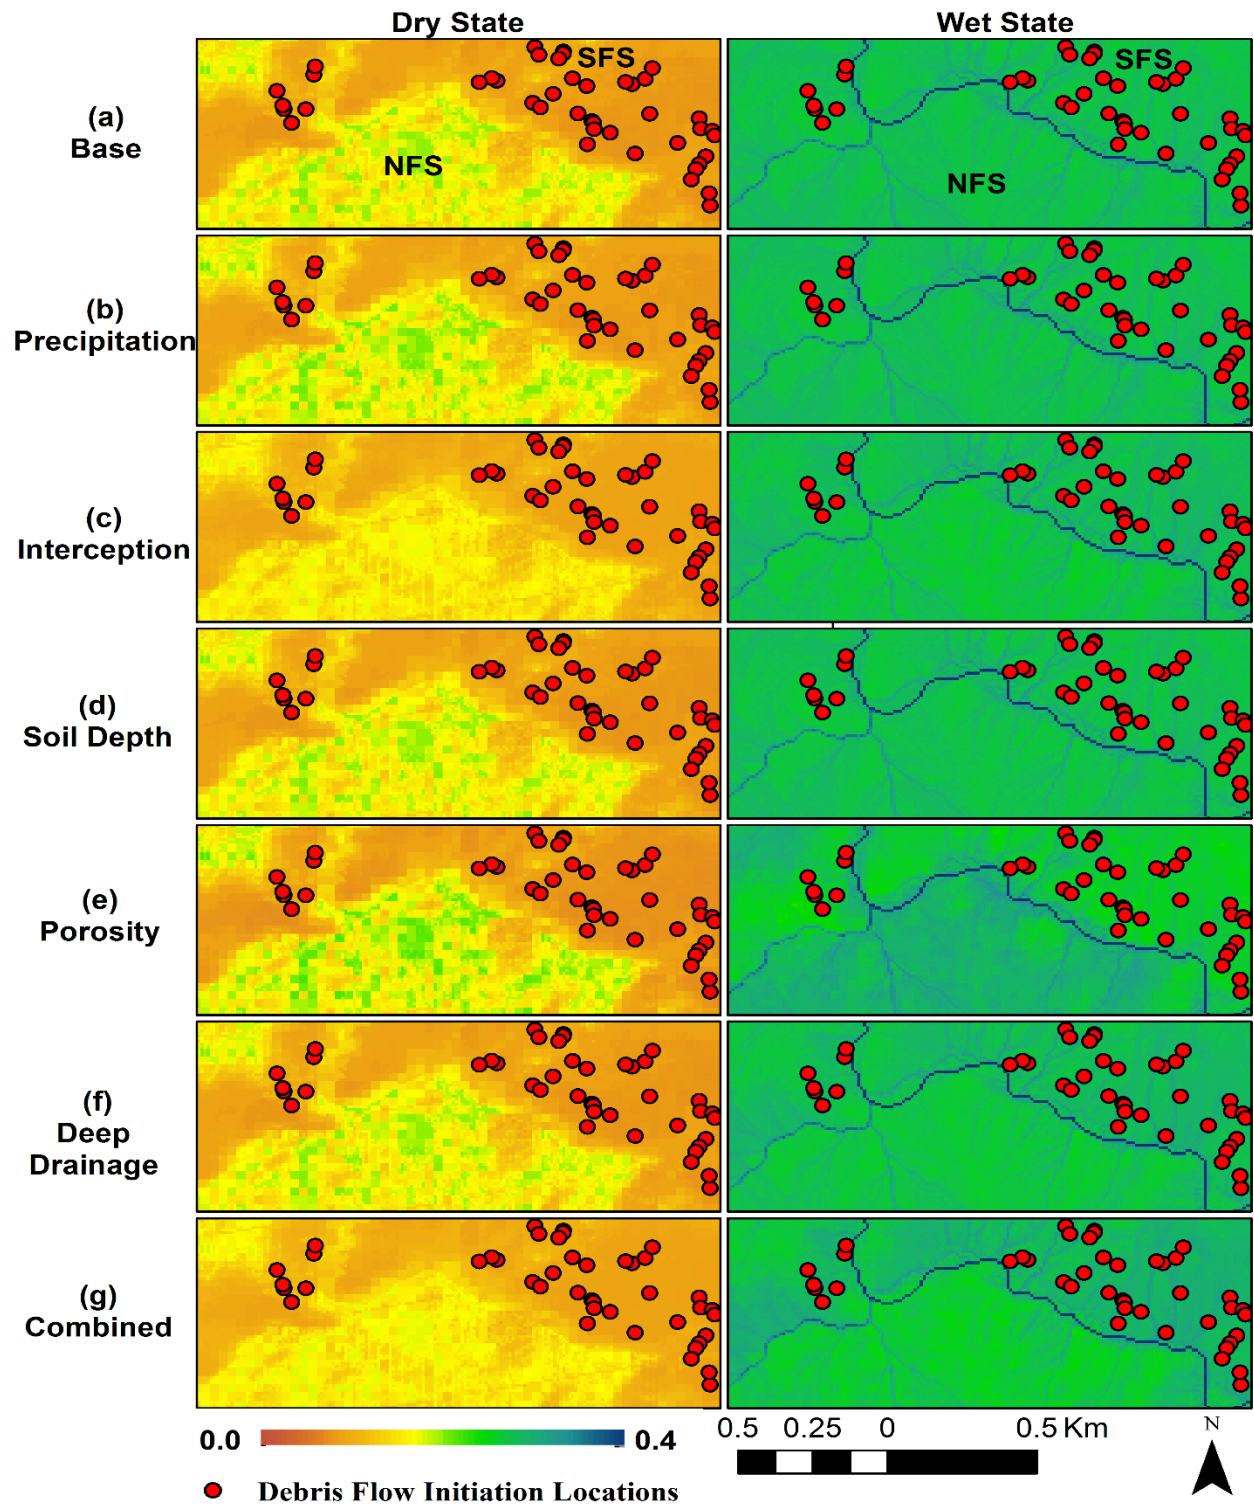 Dry State
Wet State
SFS
SFS
(a)
Base
NFS
NFS
(b)
Precipitation
(c)
Interception
(d)
Soil Depth
(e)
Porosity
(f)
Deep
Drainage
(g)
Combined
0.0
0.4
0.5 0.25 0 0.5 Km
N
Debris Flow Initiation Locations